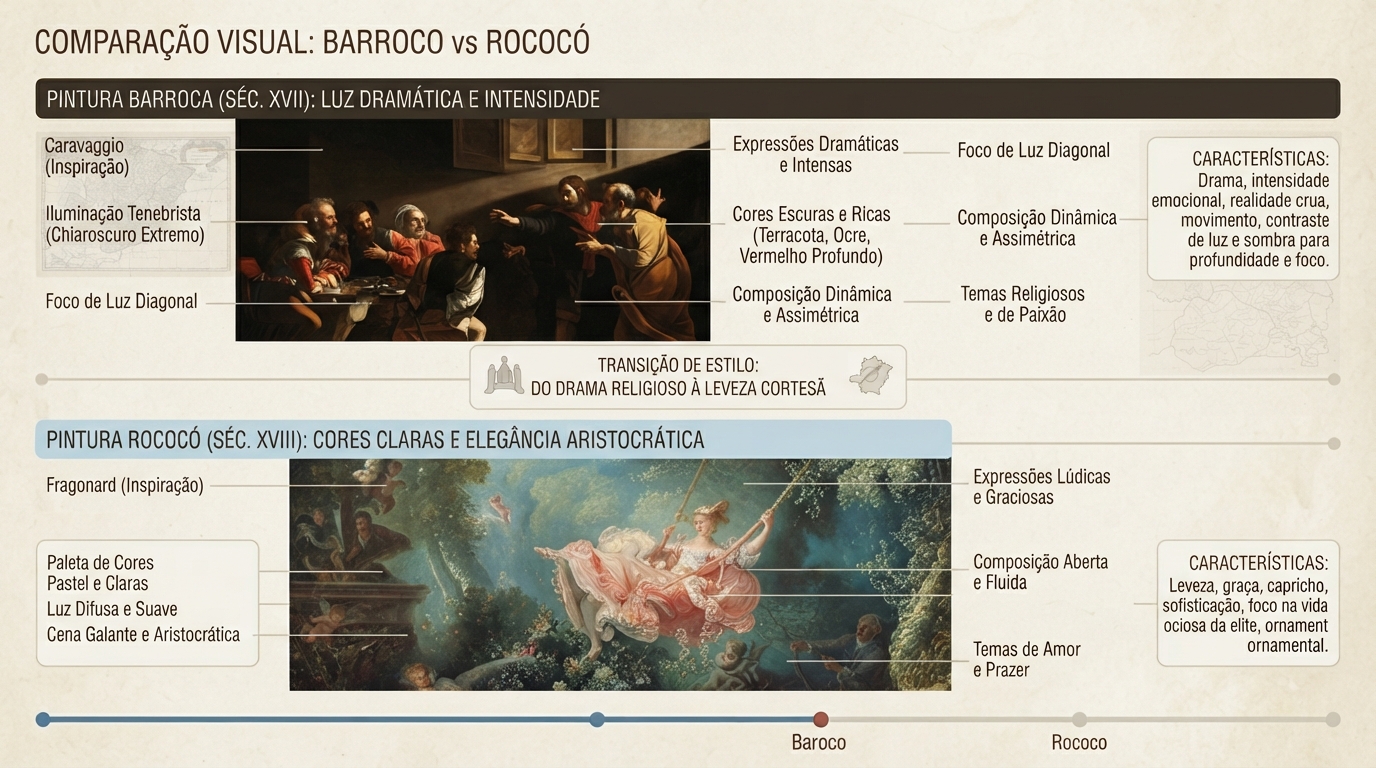 COMPARAÇÃO VISUAL: BARROCO vs ROCOCÓ
PINTURA BARROCA (SÉC. XVII): LUZ DRAMÁTICA E INTENSIDADE
Caravaggio
(Inspiração)
Iluminação Tenebrista
(Chiaroscuro Extremo)
Foco de Luz Diagonal
Expressões Dramáticas
e Intensas
Cores Escuras e Ricas
(Terracota, Ocre,
Vermelho Profundo)
Composição Dinâmica
e Assimétrica
Foco de Luz Diagonal
Composição Dinâmica
e Assimétrica
Temas Religiosos
e de Paixão
CARACTERÍSTICAS:
Drama, intensidade
emocional, realidade crua,
movimento, contraste
de luz e sombra para
profundidade e foco.
TRANSIÇÃO DE ESTILO:
DO DRAMA RELIGIOSO À LEVEZA CORTESÃ
PINTURA ROCOCÓ (SÉC. XVIII): CORES CLARAS E ELEGÂNCIA ARISTOCRÁTICA
Fragonard (Inspiração)
Paleta de Cores
Pastel e Claras
Luz Difusa e Suave
Cena Galante e Aristocrática
Expressões Lúdicas
e Graciosas
Composição Aberta
e Fluida
Temas de Amor
e Prazer
CARACTERÍSTICAS:
Leveza, graça, capricho,
sofisticação, foco na vida
ociosa da elite, ornament
ornamental.
Baroco
Rococo